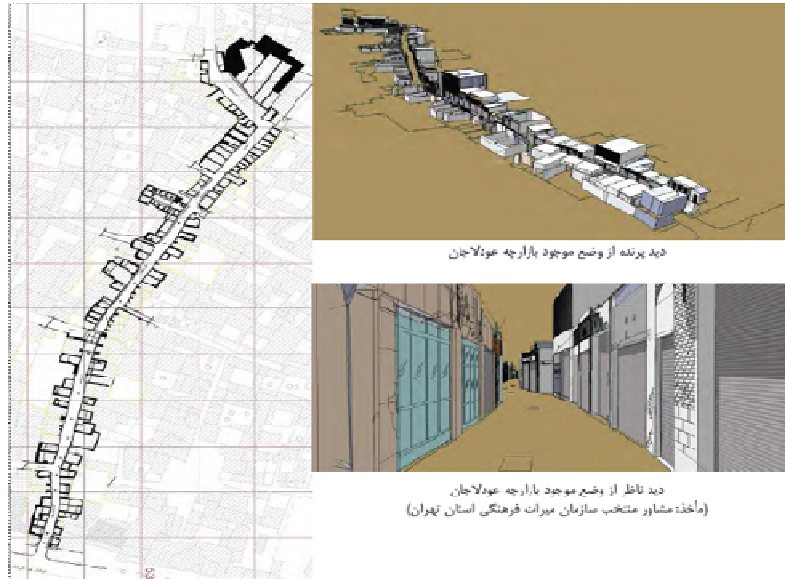 دید پرنده از وضع موجود بازارچه عودلاجان
دید ناظر از وضع موجود بازارچه عودلاجان
(مأخذ: مشاور منتخب سازمان میراث فرهنگی استان تهران)